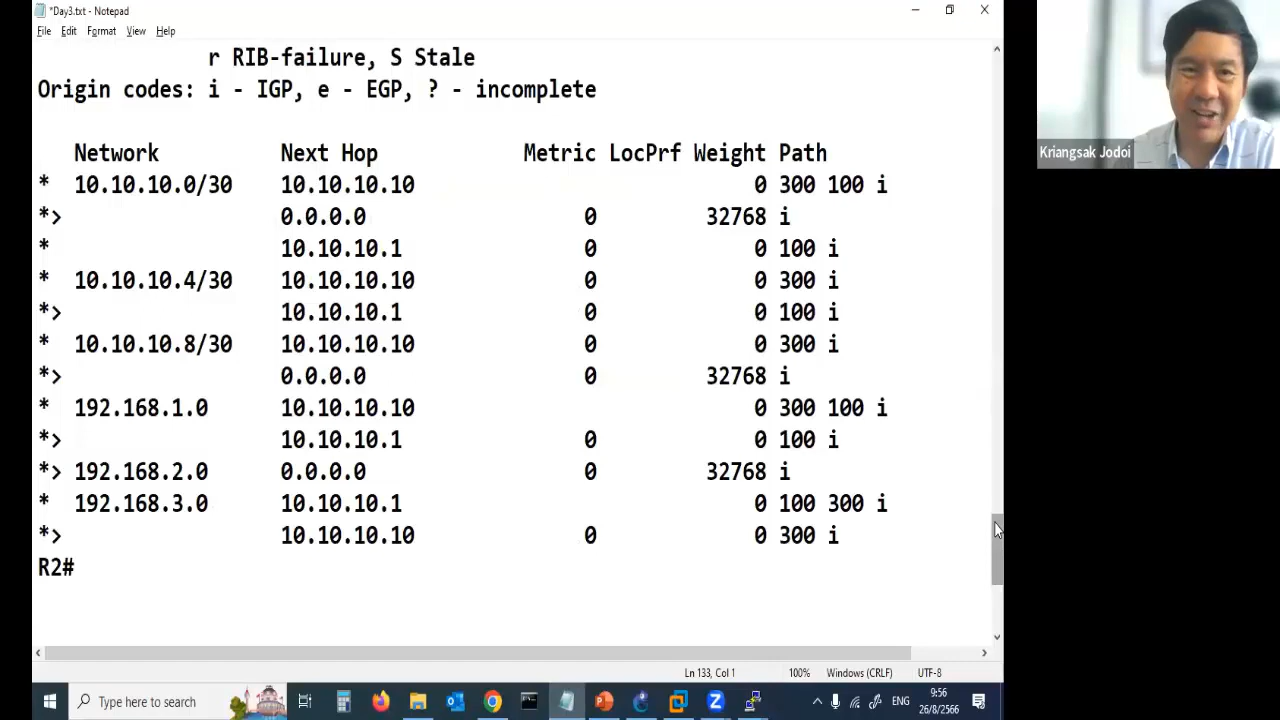 *Day3.txt - Notepad
File Edit Format View Help
r RIB-failure, S Stale
Origin codes: i - IGP, e - EGP, ? - incomplete
Network Next Hop Metric LocPrf Weight Path
* 10.10.10.0/30 10.10.10.10 0 300 100 i
*> 0.0.0.0 0 32768 i
* 10.10.10.1 0 0 100 i
* 10.10.10.4/30 10.10.10.10 0 0 300 i
*> 10.10.10.1 0 0 100 i
* 10.10.10.8/30 10.10.10.10 0 0 300 i
*> 0.0.0.0 0 32768 i
* 192.168.1.0 10.10.10.10 0 300 100 i
*> 10.10.10.1 0 0 100 i
*> 192.168.2.0 0.0.0.0 0 32768 i
* 192.168.3.0 10.10.10.1 0 100 300 i
*> 10.10.10.10 0 0 300 i
R2#
Ln 133, Col 1 100% Windows (CRLF) UTF-8
Type here to search
ENG
9:56
26/8/2566
Kriangsak Jodoi